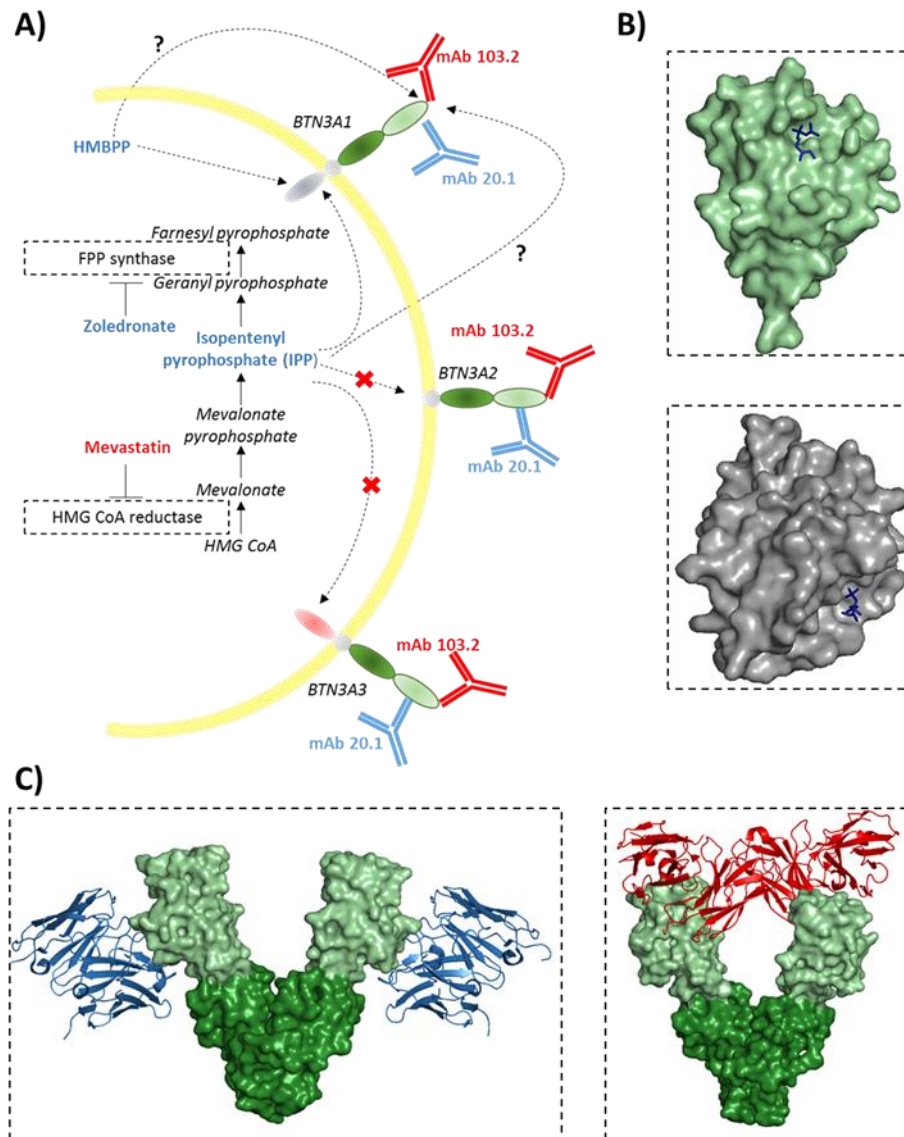 A)
B)
?
mAb 103.2
BTN3A1
HMBPP
mAb 20.1
Farnesyl pyrophosphate
FPP synthase
Geranyl pyrophosphate
?
Zoledronate
Isopentenyl
pyrophosphate (IPP)
mAb 103.2
BTN3A2
Mevalonate
pyrophosphate
mAb 20.1
Mevastatin
Mevalonate
HMG CoA reductase
HMG CoA
mAb 103.2
BTN3A3
mAb 20.1
C)